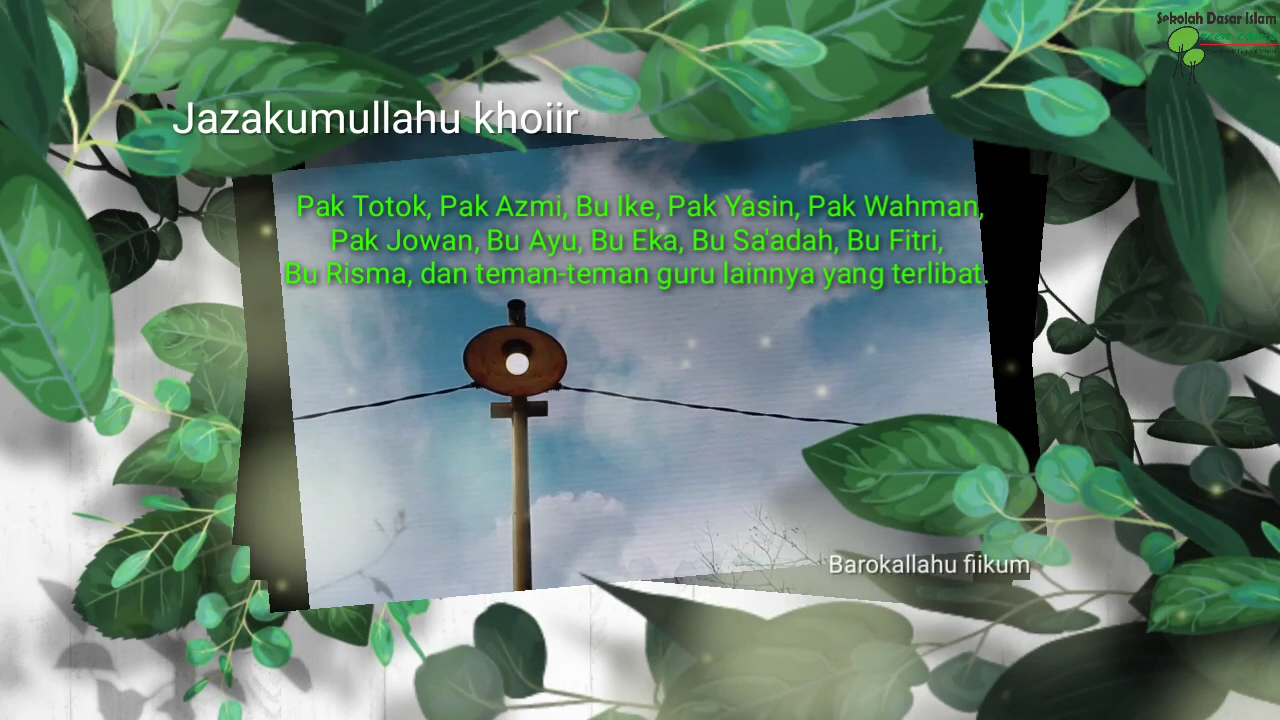 Sekolah Dasar Islam
Jazakumullahu khoiir
Pak Totok, Pak Azmi, Bu Ike, Pak Yasin, Pak Wahman,
Pak Jowan, Bu Ayu, Bu Eka, Bu Sa'adah, Bu Fitri,
Bu Risma, dan teman-teman guru lainnya yang terlibat.
Barokallahu fiikum